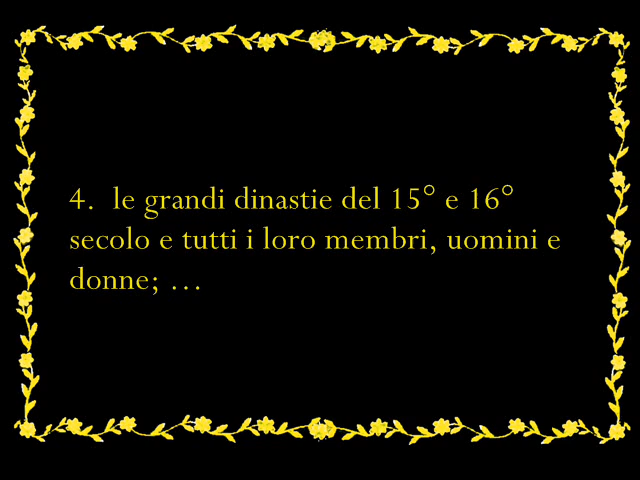 4. le grandi dinastie del 15° e 16°
secolo e tutti i loro membri, uomini e
donne; …